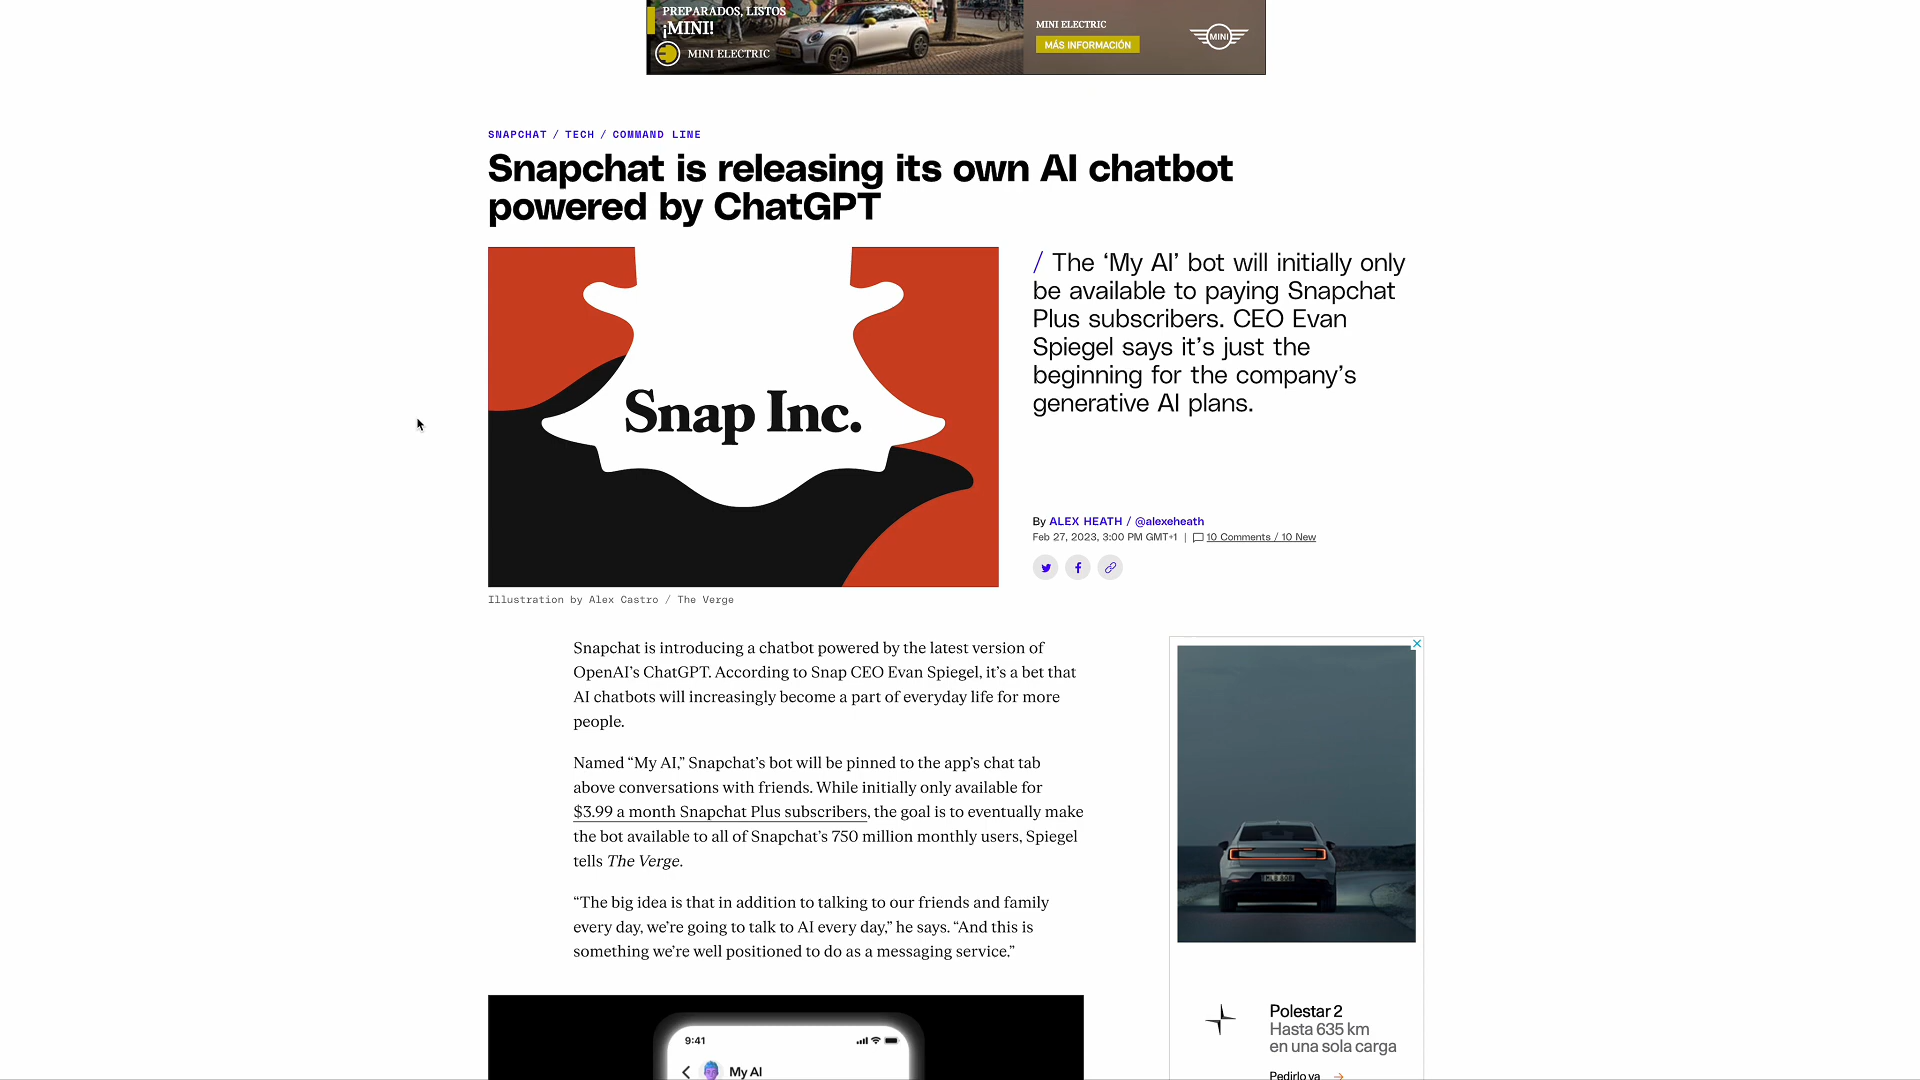 PREPARADOS, LISTOS
¡MINI!
MINI ELECTRIC
MINI ELECTRIC
MÁS INFORMACIÓN
MINI
SNAPCHAT / TECH / COMMAND LINE
Snapchat is releasing its own AI chatbot
powered by ChatGPT
Snap Inc.
Illustration by Alex Castro / The Verge
/ The ‘My AI’ bot will initially only
be available to paying Snapchat
Plus subscribers. CEO Evan
Spiegel says it’s just the
beginning for the company’s
generative AI plans.
By ALEX HEATH / @alexeheath
Feb 27, 2023, 3:00 PM GMT+1 | 10 Comments / 10 New
Snapchat is introducing a chatbot powered by the latest version of
OpenAI’s ChatGPT. According to Snap CEO Evan Spiegel, it’s a bet that
AI chatbots will increasingly become a part of everyday life for more
people.
Named “My AI,” Snapchat’s bot will be pinned to the app’s chat tab
above conversations with friends. While initially only available for
$3.99 a month Snapchat Plus subscribers, the goal is to eventually make
the bot available to all of Snapchat’s 750 million monthly users, Spiegel
tells The Verge.
“The big idea is that in addition to talking to our friends and family
every day, we’re going to talk to AI every day,” he says. “And this is
something we’re well positioned to do as a messaging service.”
9:41
My AI
Polestar 2
Hasta 635 km
en una sola carga
Pedirlo ya